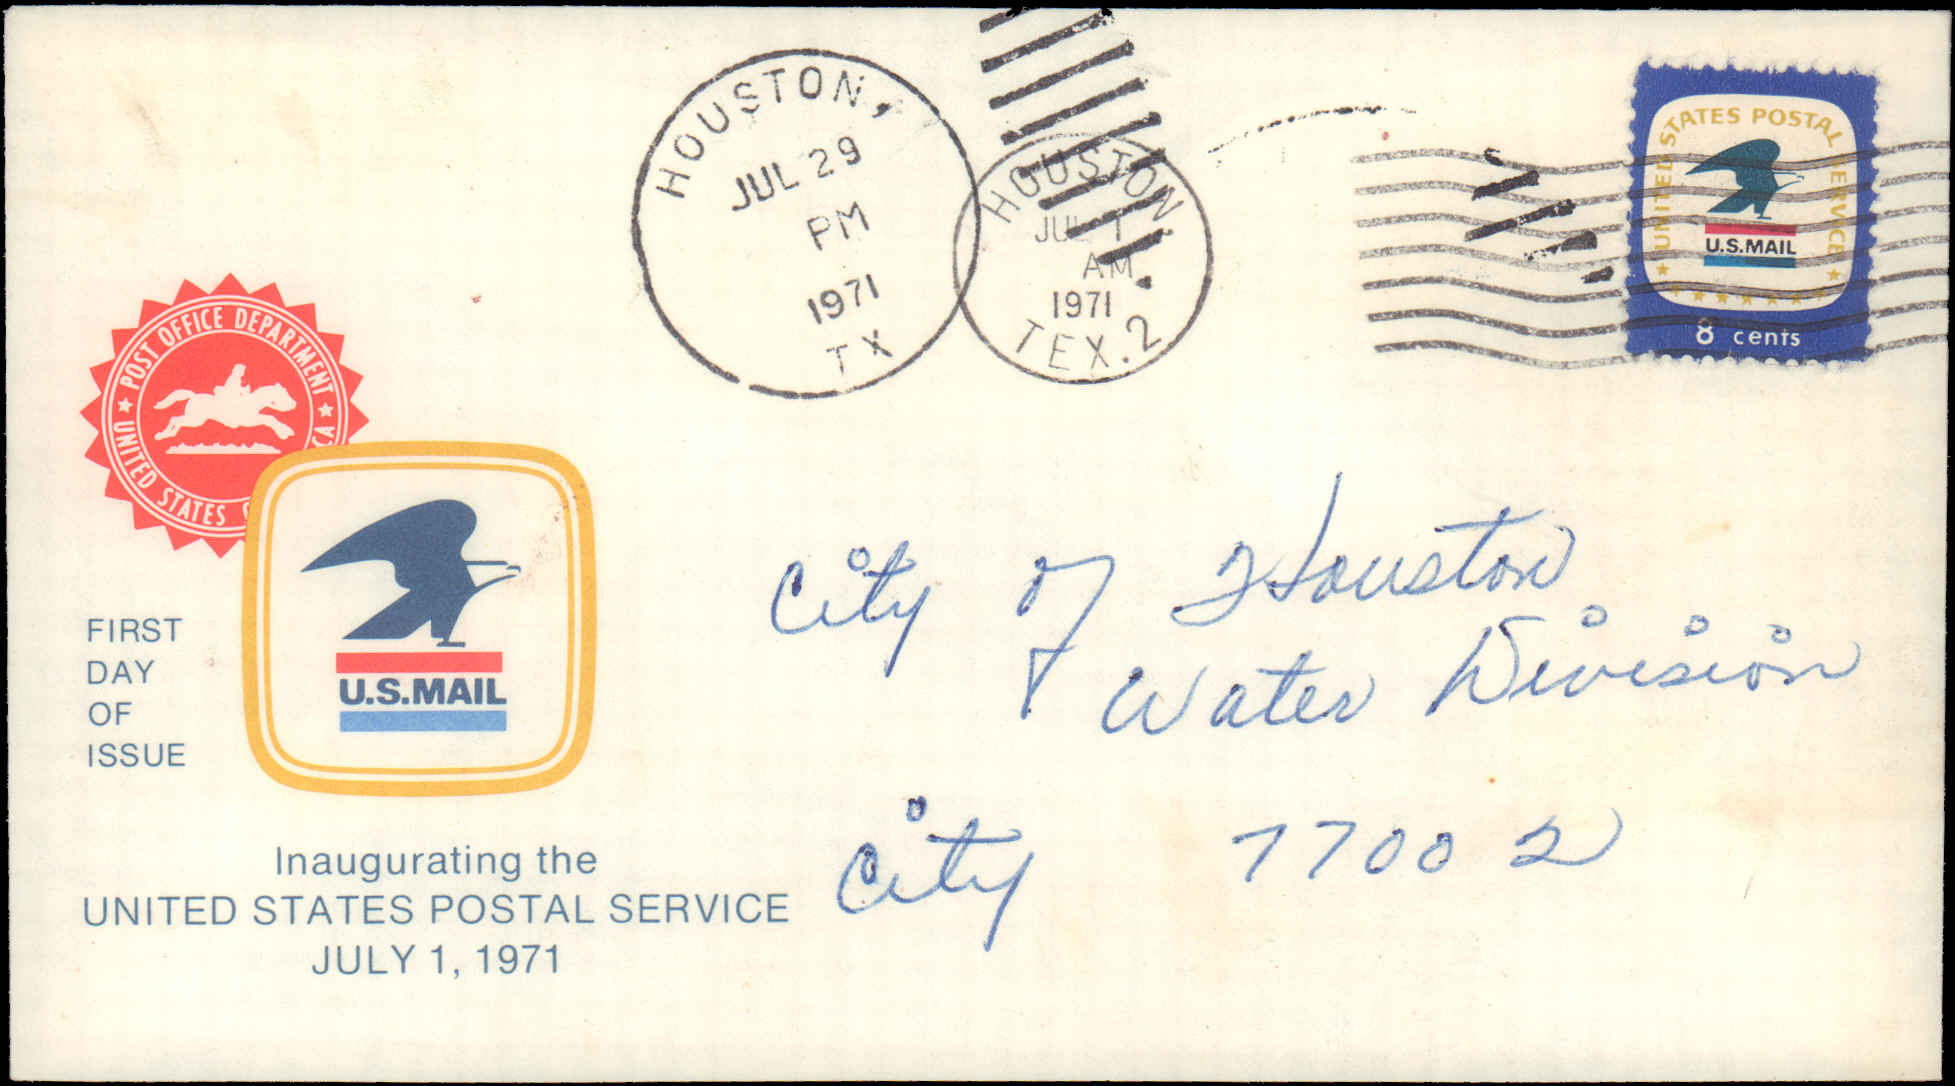 HOUSTON,
JUL 29
PM
1971
TX
HOUSTON
JUL 1
AM
1971
TEX. 2
UNITED STATES POSTAL SERVICE
U.S.MAIL
8 cents
POST OFFICE DEPARTMENT
UNITED STATES
U.S.MAIL
FIRST
DAY
OF
ISSUE
Inaugurating the
UNITED STATES POSTAL SERVICE
JULY 1, 1971
City of Houston
Water Division
City 77002